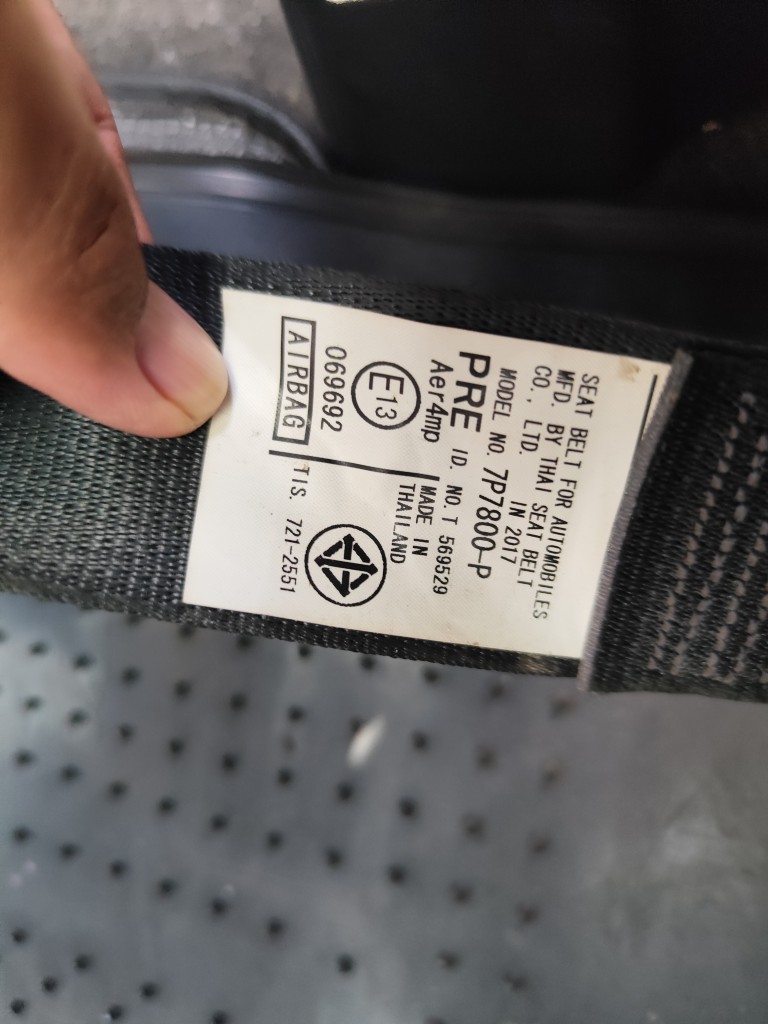 SEAT BELT FOR AUTOMOBILES
MFD. BY THAI SEAT BELT
CO., LTD. IN 2017
MODEL NO. 7P7800-P
PRE ID. NO. T 569529
Aer4mp
E13
069692
AIRBAG
MADE IN
THAILAND
TIS. 721-2551